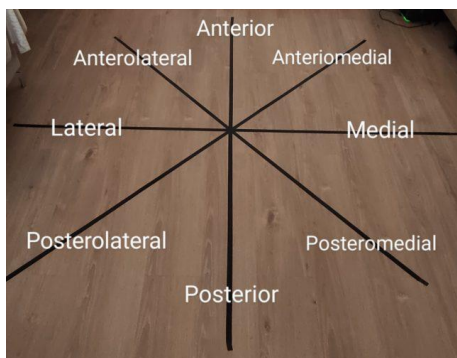 Anterior
Anterolateral
Anteriomedial
Lateral
Medial
Posterolateral
Posteromedial
Posterior